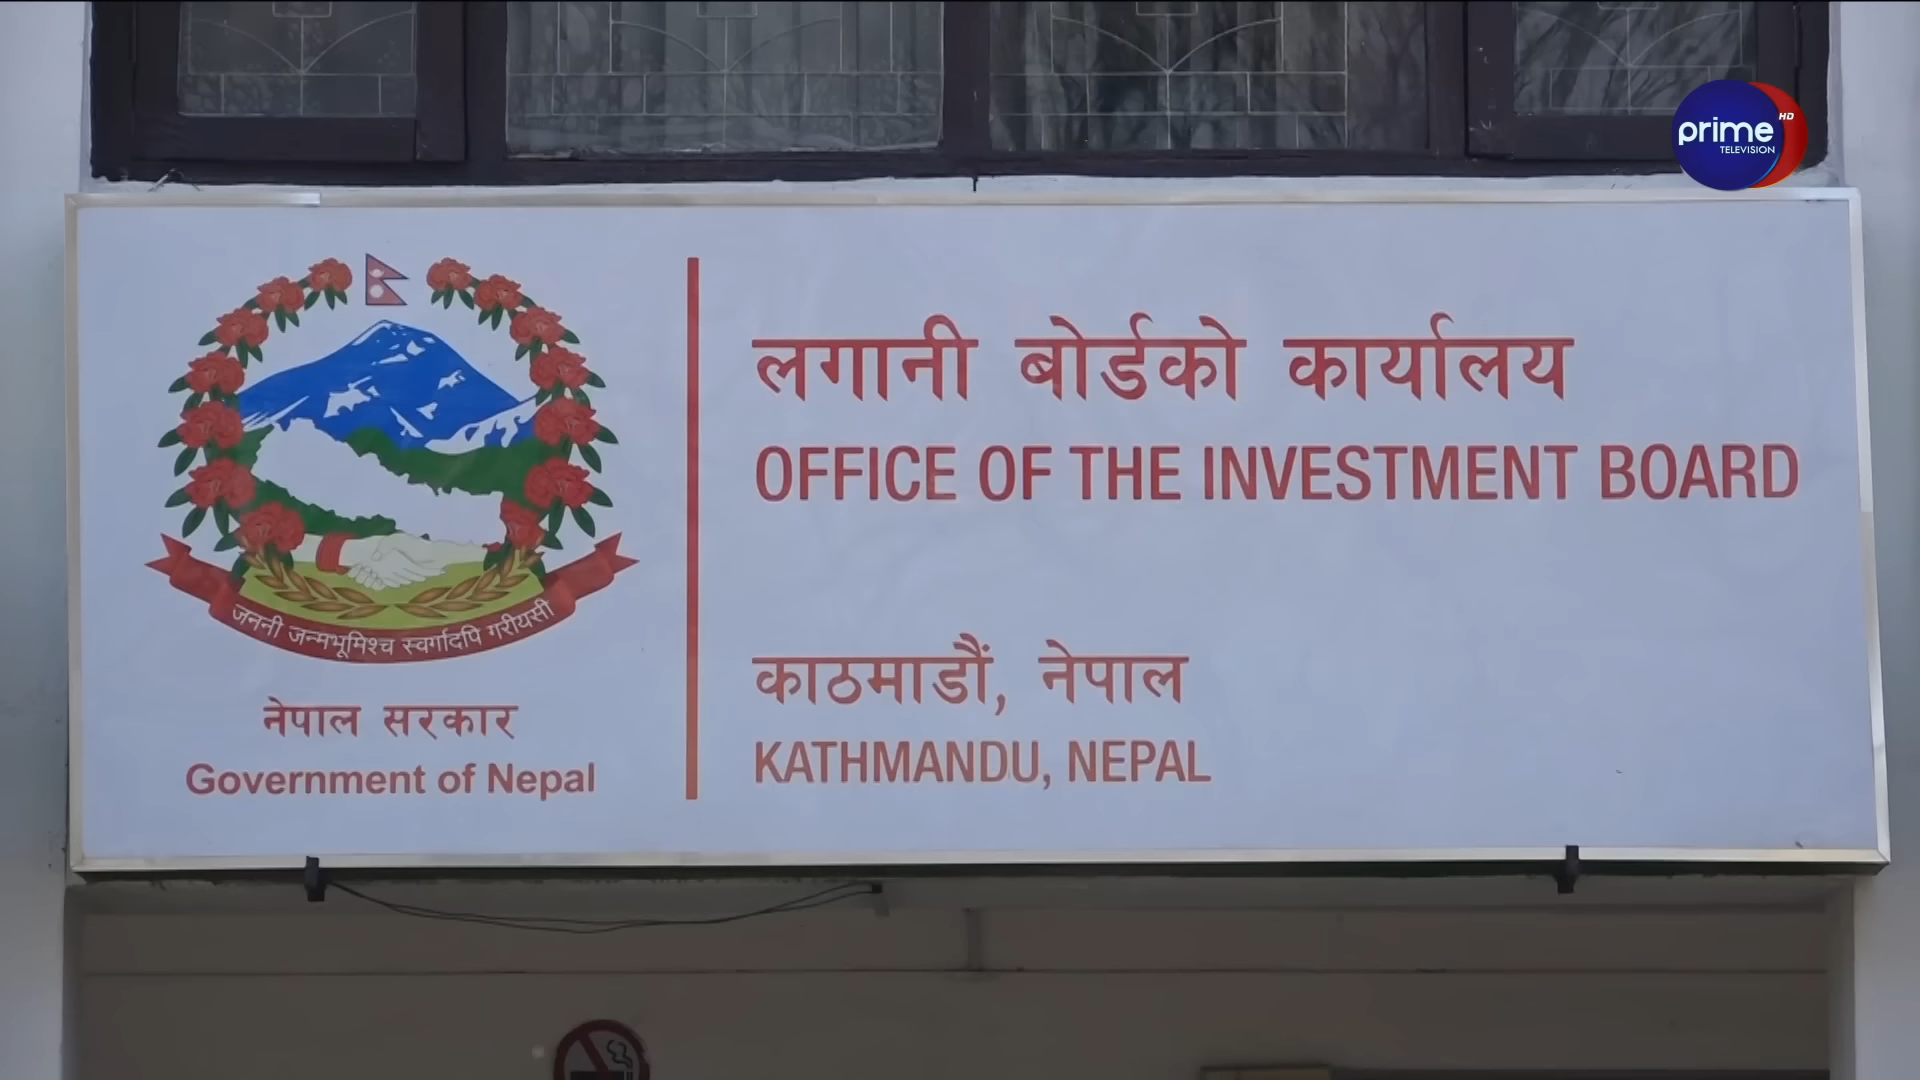 prime HD
TELEVISION
लगानी बोर्डको कार्यालय
OFFICE OF THE INVESTMENT BOARD
काठमाडौं, नेपाल
KATHMANDU, NEPAL
जननी जन्मभूमिश्च स्वर्गादपि गरीयसी
नेपाल सरकार
Government of Nepal